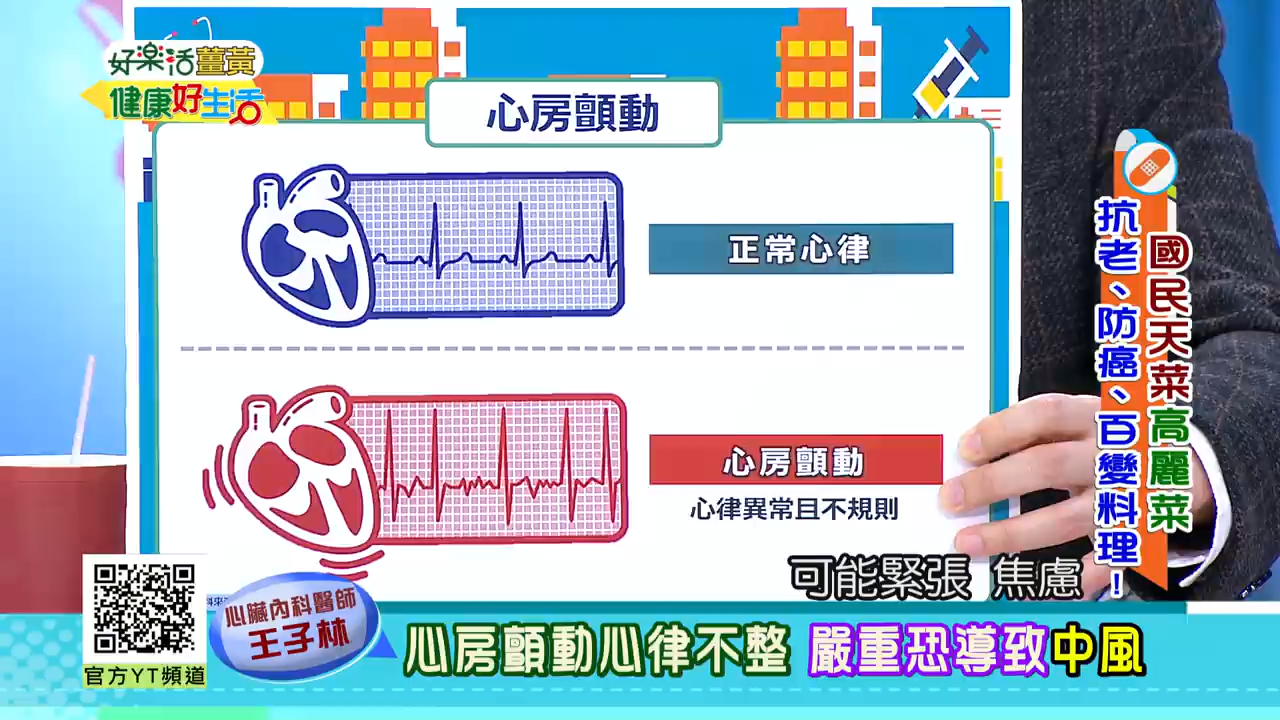 好樂活薑黃
健康好生活
心房顫動
正常心律
心房顫動
心律異常且不規則
國民天菜高麗菜
抗老、防癌、百變料理！
可能緊張 焦慮
心臟內科醫師
王子林
心房顫動心律不整 嚴重恐導致中風
官方YT頻道